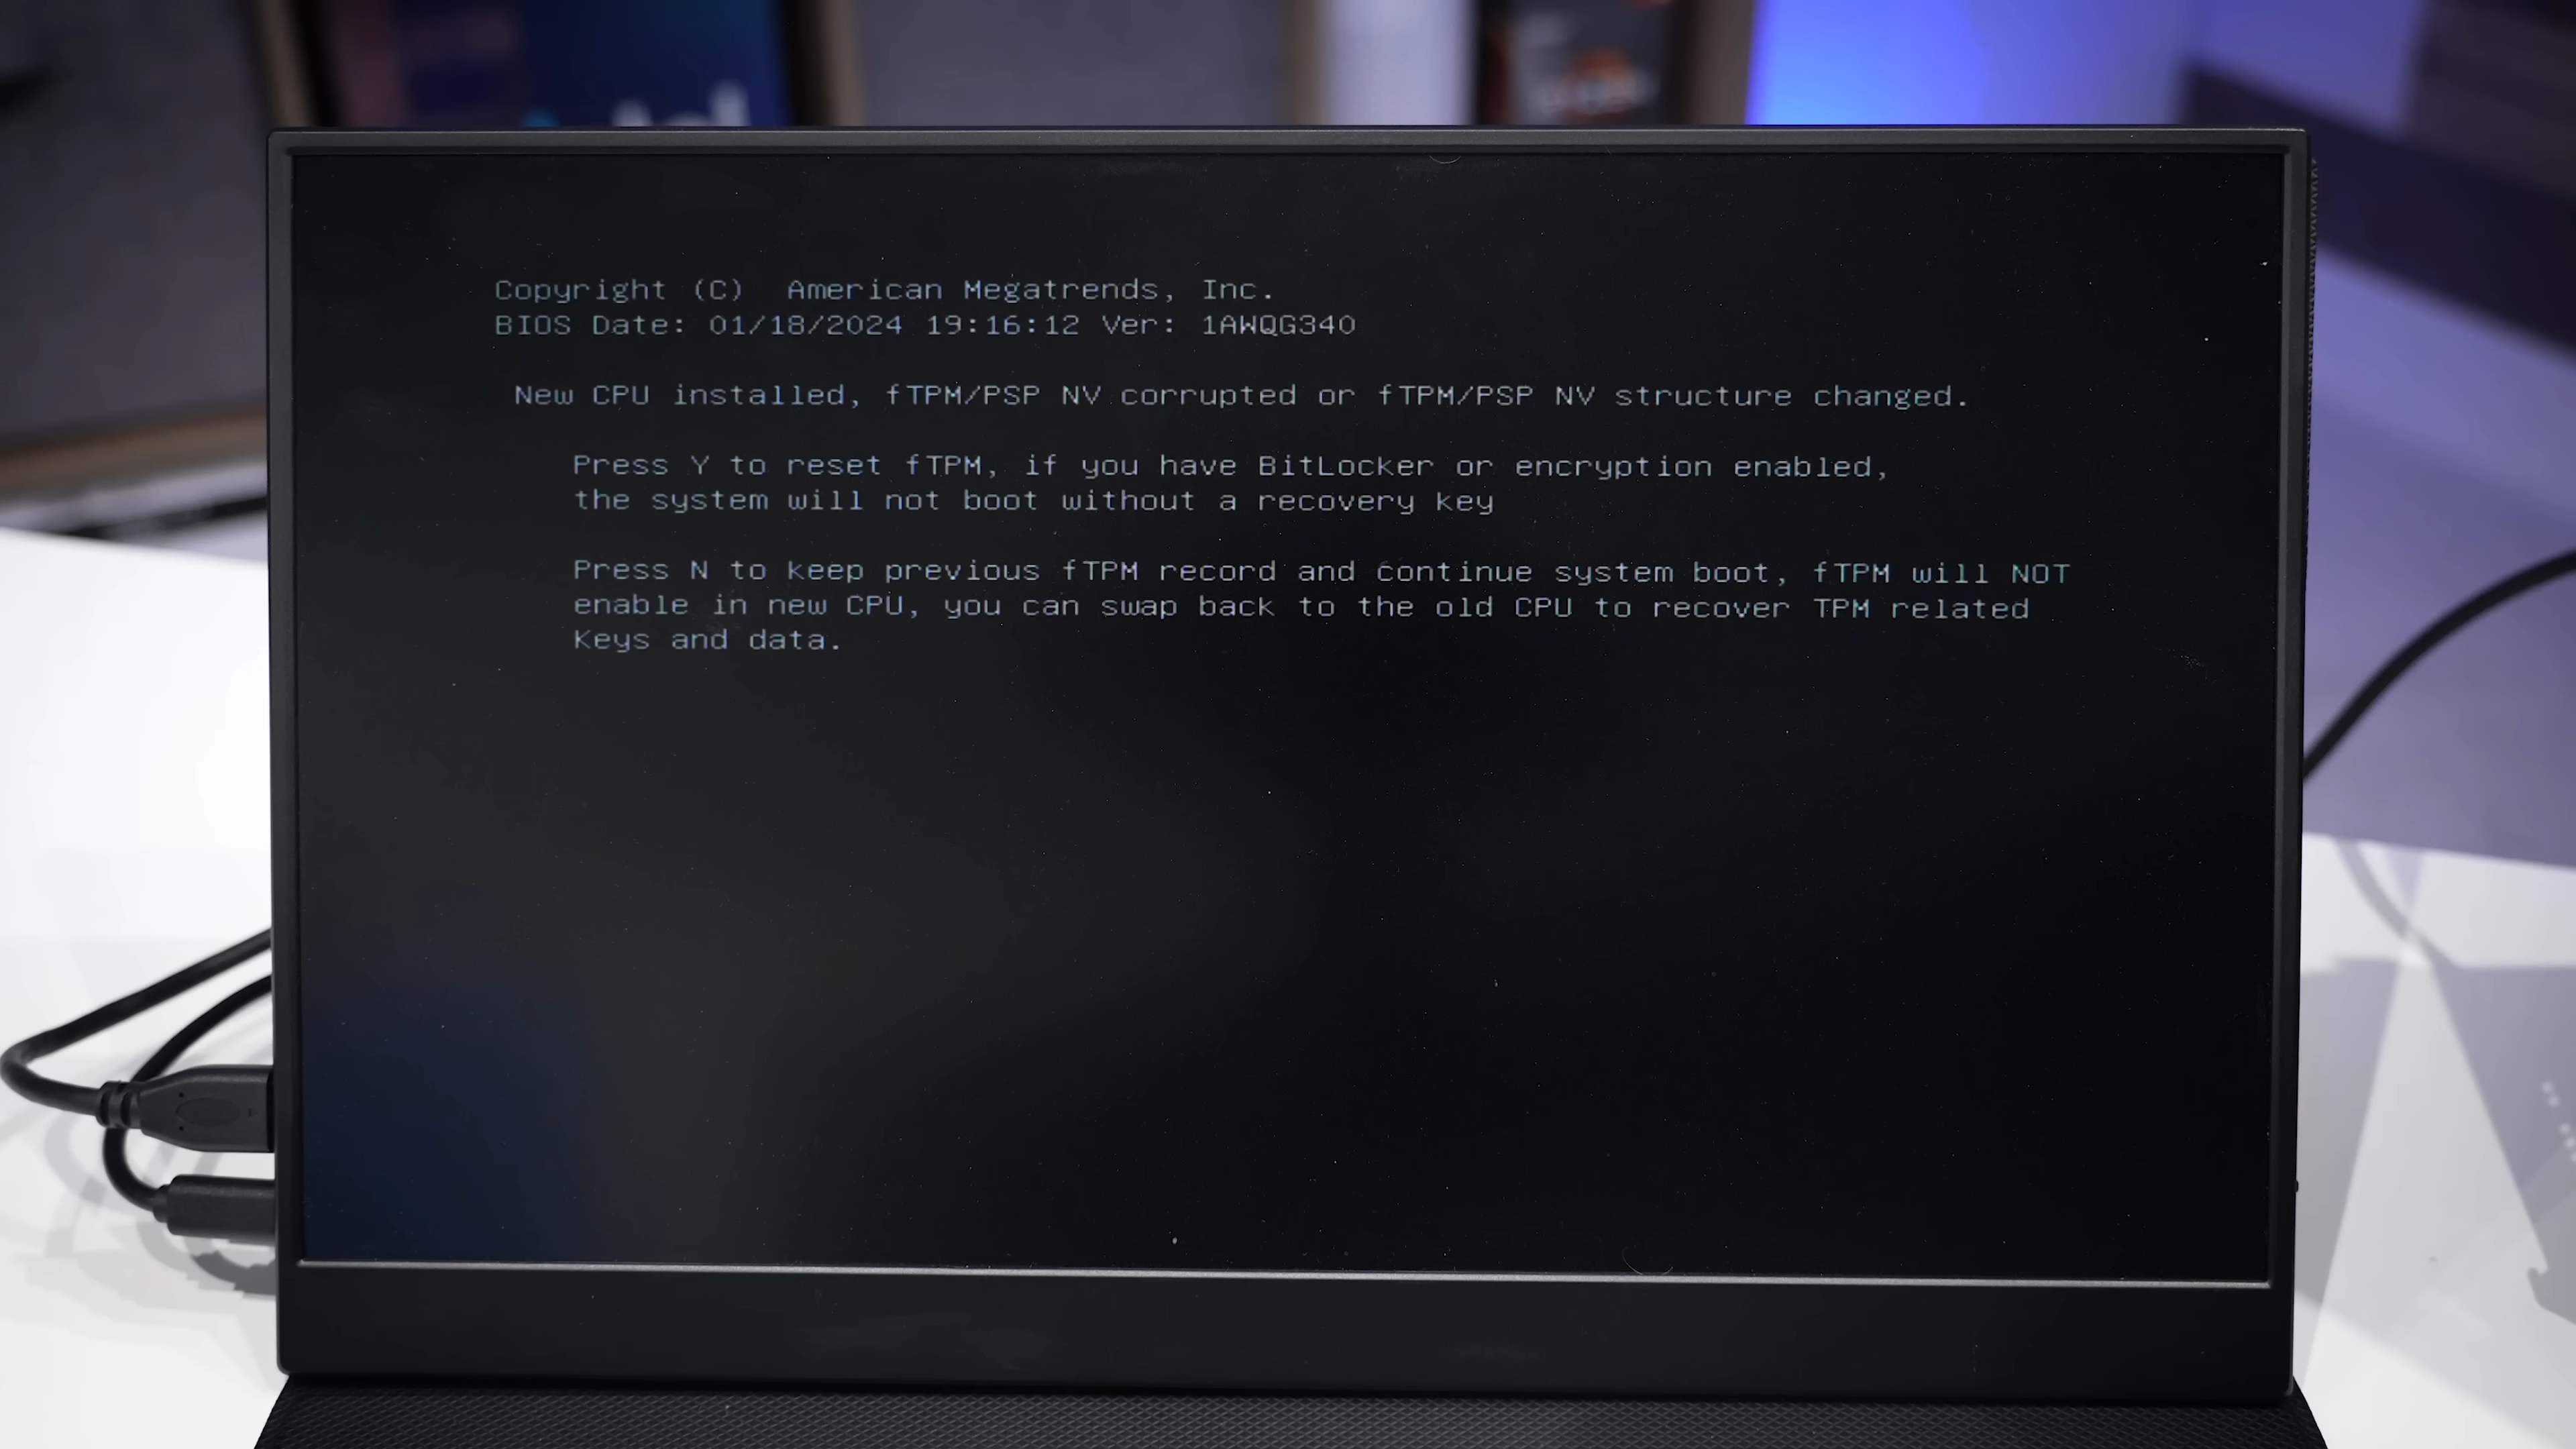 Copyright (C)  American Megatrends, Inc.
BIOS Date: 01/18/2024 19:16:12 Ver: 1AWQG340
New CPU installed, fTPM/PSP NV corrupted or fTPM/PSP NV structure changed.
Press Y to reset fTPM, if you have BitLocker or encryption enabled,
the system will not boot without a recovery key
Press N to keep previous fTPM record and continue system boot, fTPM will NOT
enable in new CPU, you can swap back to the old CPU to recover TPM related
Keys and data.